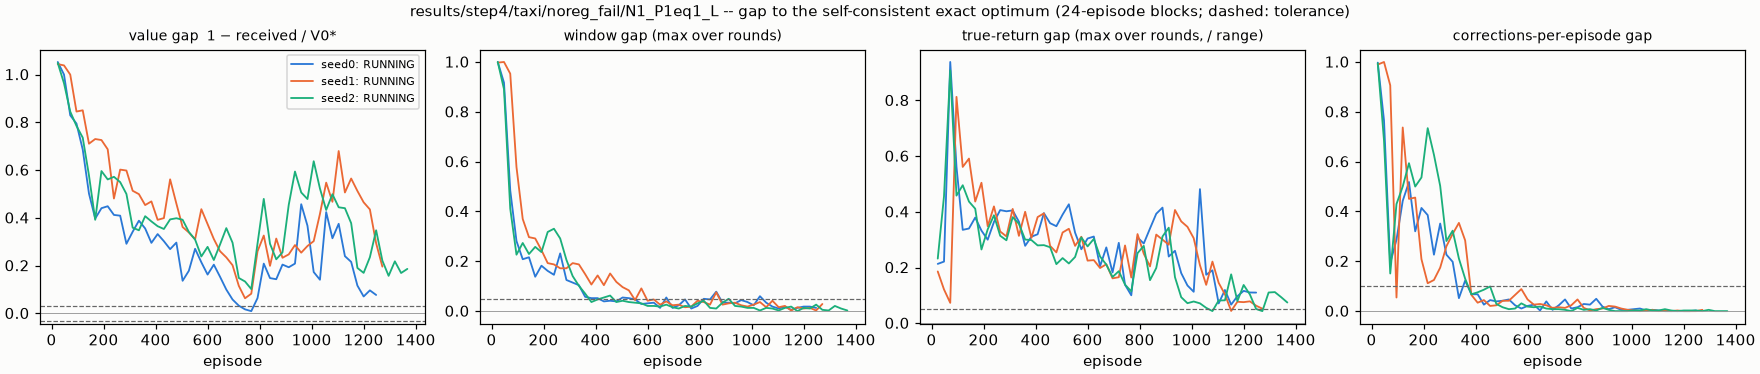 results/step4/taxi/noreg_fail/N1_P1eq1_L -- gap to the self-consistent exact optimum (24-episode blocks; dashed: tolerance)
value gap 1 − received / V0*
1.0
0.8
0.6
0.4
0.2
0.0
seed0: RUNNING
seed1: RUNNING
seed2: RUNNING
0 200 400 600 800 1000 1200 1400
episode
window gap (max over rounds)
1.0
0.8
0.6
0.4
0.2
0.0
0 200 400 600 800 1000 1200 1400
episode
true-return gap (max over rounds, / range)
0.8
0.6
0.4
0.2
0.0
0 200 400 600 800 1000 1200 1400
episode
corrections-per-episode gap
1.0
0.8
0.6
0.4
0.2
0.0
0 200 400 600 800 1000 1200 1400
episode